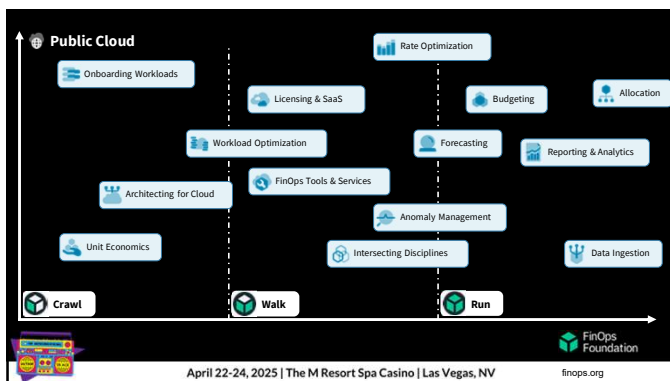 Public Cloud
Rate Optimization
Onboarding Workloads
Licensing & SaaS
Budgeting
Allocation
Workload Optimization
Forecasting
Reporting & Analytics
FinOps Tools & Services
Architecting for Cloud
Anomaly Management
Unit Economics
Intersecting Disciplines
Data Ingestion
Crawl
Walk
Run
FinOps
Foundation
April 22-24, 2025 | The M Resort Spa Casino | Las Vegas, NV
finops.org